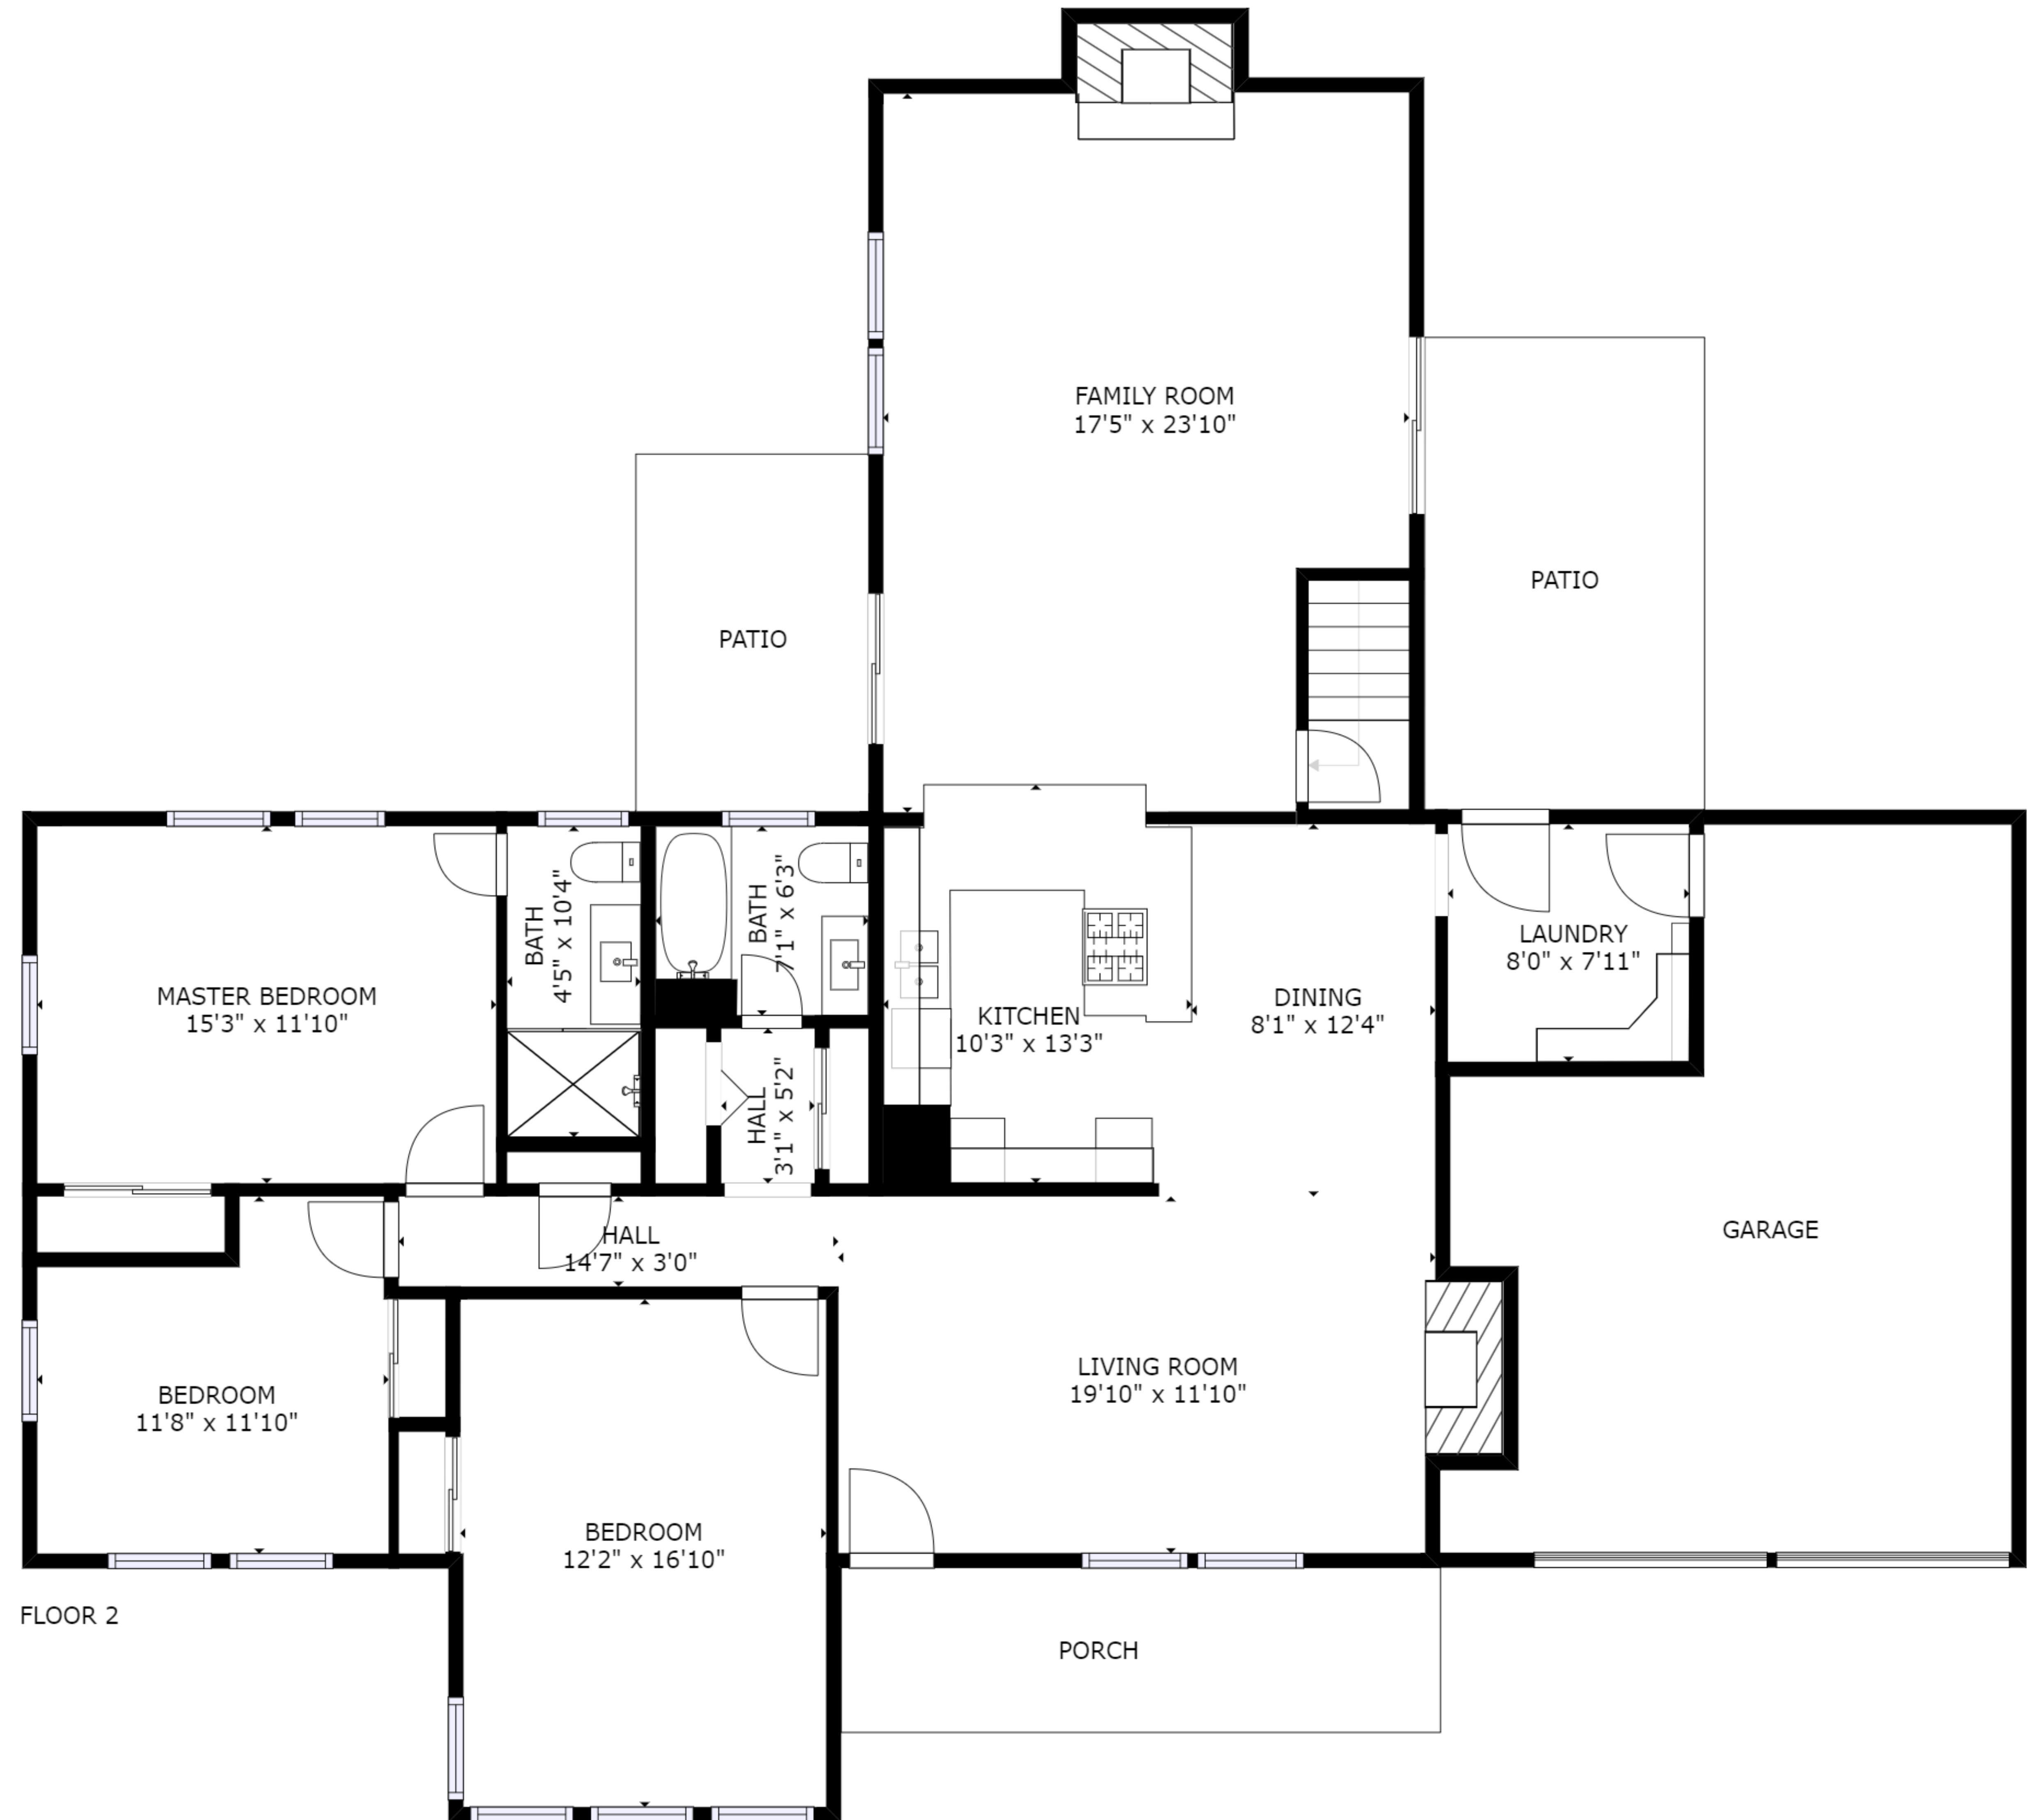 FAMILY ROOM
17'5" x 23'10"
PATIO
PATIO
MASTER BEDROOM
15'3" x 11'10"
BATH
4'5" x 10'4"
BATH
7'1" x 6'3"
KITCHEN
10'3" x 13'3"
DINING
8'1" x 12'4"
LAUNDRY
8'0" x 7'11"
HALL
3'1" x 5'2"
HALL
14'7" x 3'0"
GARAGE
BEDROOM
11'8" x 11'10"
LIVING ROOM
19'10" x 11'10"
BEDROOM
12'2" x 16'10"
FLOOR 2
PORCH